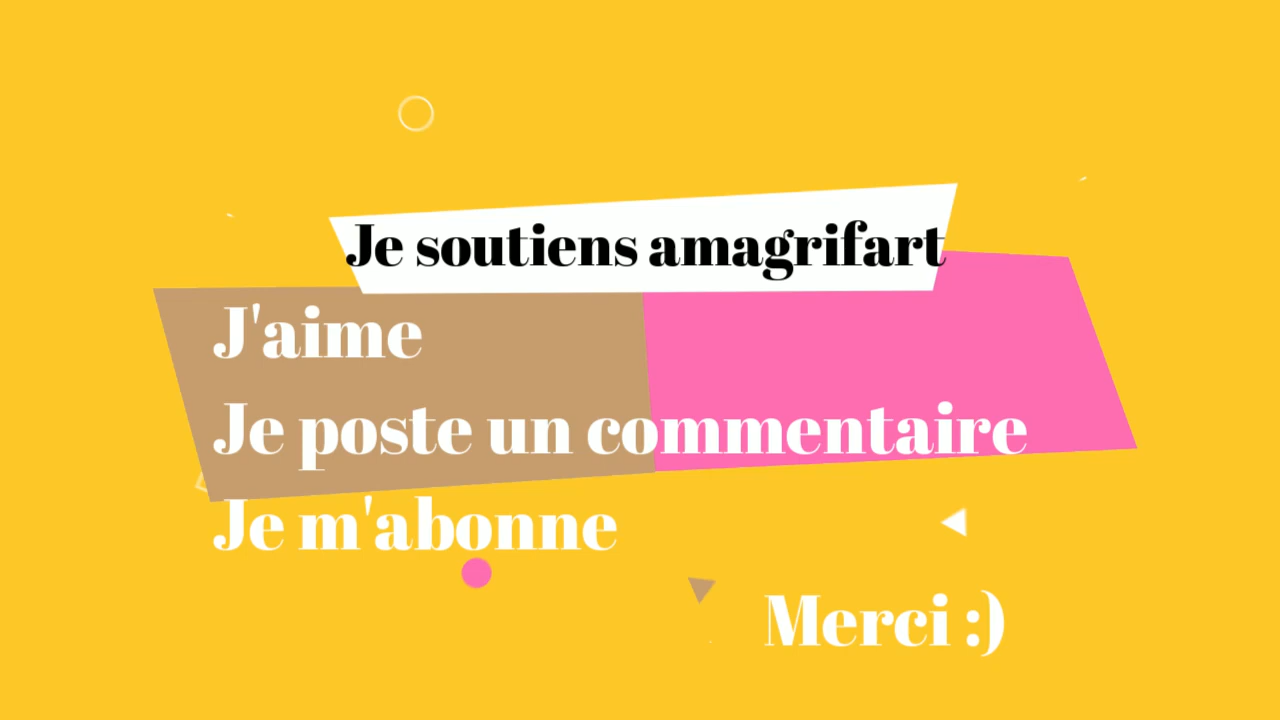 Je soutiens amagrifart
J'aime
Je poste un commentaire
Je m'abonne
Merci :)